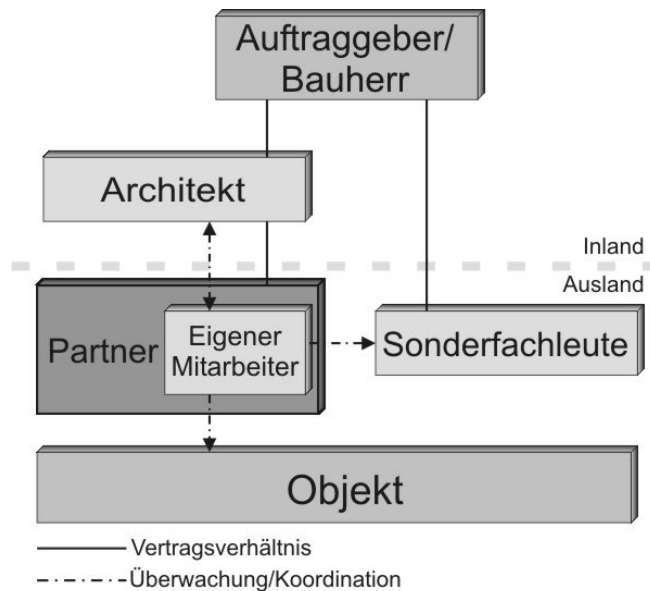 Auftraggeber/
Bauherr
Architekt
Inland
Ausland
Partner
Eigener
Mitarbeiter
Sonderfachleute
Objekt
Vertragsverhältnis
Überwachung/Koordination